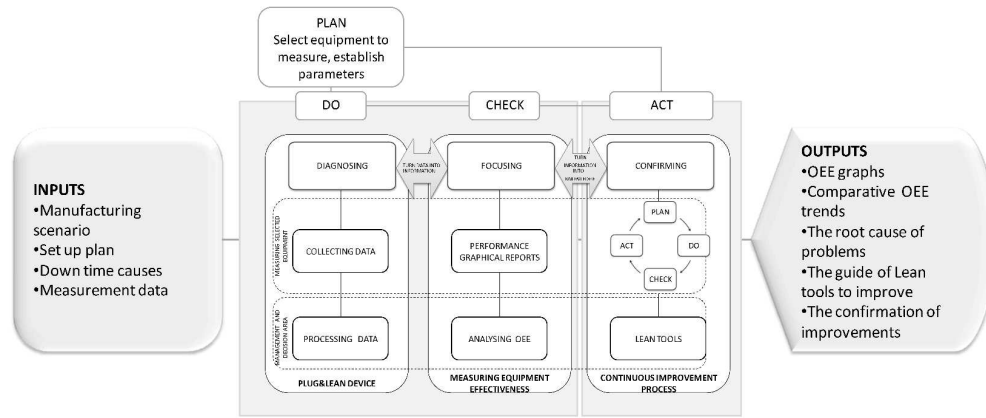 PLAN
Select equipment to
measure, establish
parameters
DO
CHECK
ACT
INPUTS
•Manufacturing
scenario
•Set up plan
•Down time causes
•Measurement data
DIAGNOSING
TURN DATA INTO
INFORMATION
FOCUSING
TURN
INFORMATION
INTO
CONFIRMING
MEASURING SELECTED
EQUIPMENT
COLLECTING DATA
PERFORMANCE
GRAPHICAL REPORTS
PLAN
ACT
DO
CHECK
MANAGEMENT AND
DECISION AREA
PROCESSING DATA
ANALYSING OEE
LEAN TOOLS
PLUG&LEAN DEVICE
MEASURING EQUIPMENT
EFFECTIVENESS
CONTINUOUS IMPROVEMENT
PROCESS
OUTPUTS
•OEE graphs
•Comparative OEE
trends
•The root cause of
problems
•The guide of Lean
tools to improve
•The confirmation of
improvements